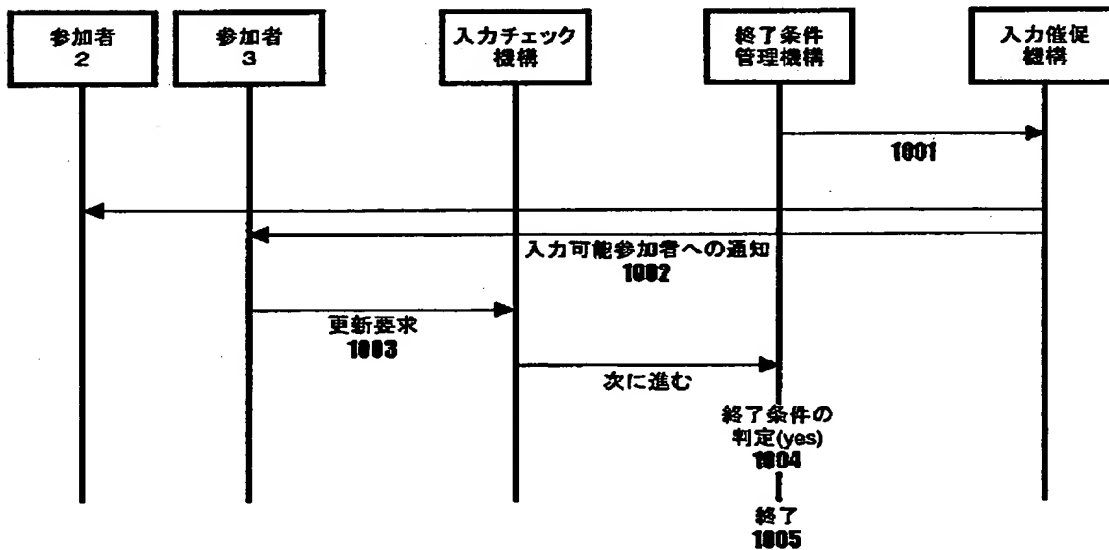 参加者
2
参加者
3
入力チェック
機構
終了条件
管理機構
入力催促
機構
1001
入力可能参加者への通知
1002
更新要求
1003
次に進む
終了条件の
判定(yes)
1004
終了
1005